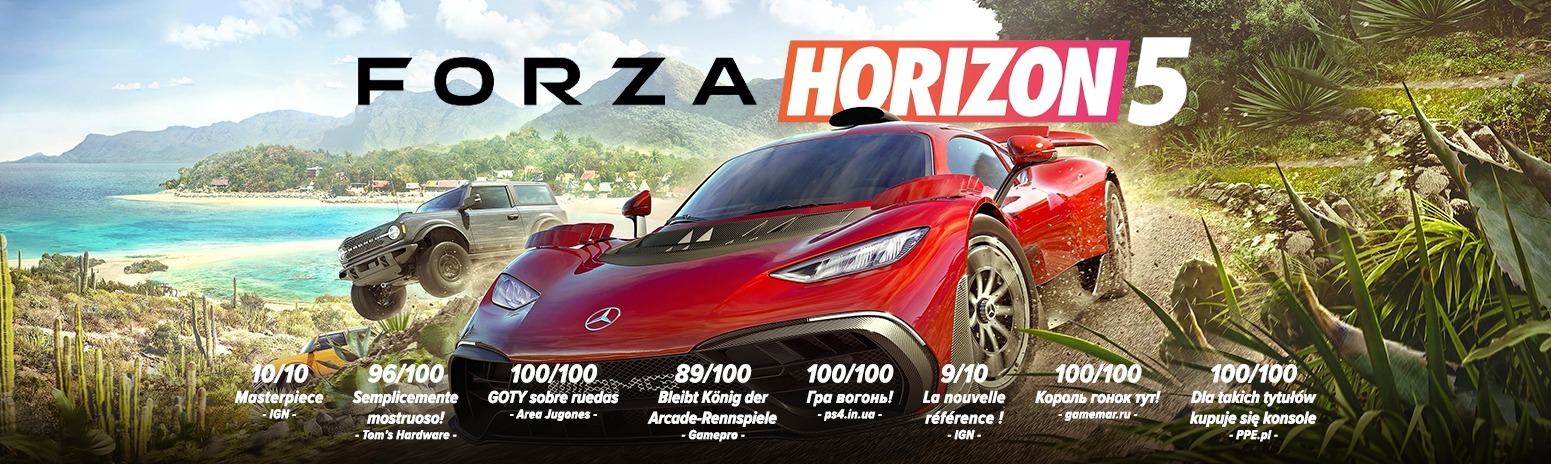 FORZA HORIZON 5
10/10
Masterpiece
- IGN -
96/100
Semplicemente
mostruoso!
- Tom's Hardware -
100/100
GOTY sobre ruedas
- Area Jugones -
89/100
Bleibt König der
Arcade-Rennspiele
- Gamepro -
100/100
Гра вогонь!
- ps4.in.ua -
9/10
La nouvelle
référence !
- IGN -
100/100
Король гонок тут!
- gamemar.ru -
100/100
Dla takich tytułów
kupuje się konsole
- PPE.pl -